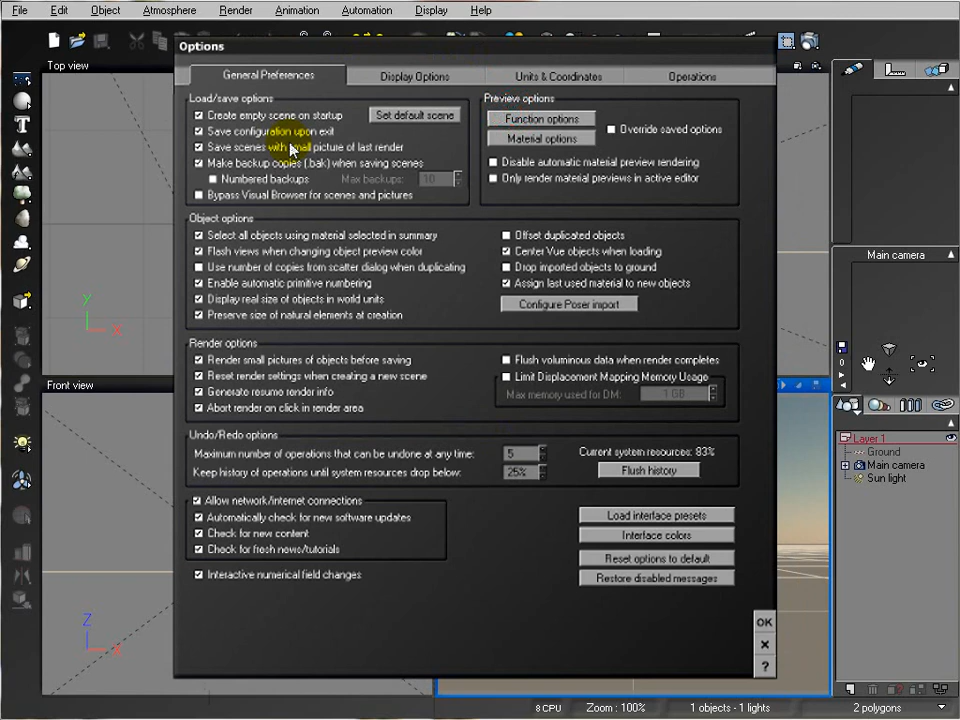 File Edit Object Atmosphere Render Animation Automation Display Help
Options
Top view
General Preferences Display Options Units & Coordinates Operations
Load/save options
Create empty scene on startup Set default scene
Save configuration upon exit
Save scenes with small picture of last render
Make backup copies (.bak) when saving scenes
Numbered backups Max backups: 10
Bypass Visual Browser for scenes and pictures
Preview options
Function options
Material options
Override saved options
Disable automatic material preview rendering
Only render material previews in active editor
Object options
Select all objects using material selected in summary
Flash views when changing object preview color
Use number of copies from scatter dialog when duplicating
Enable automatic primitive numbering
Display real size of objects in world units
Preserve size of natural elements at creation
Offset duplicated objects
Center Vue objects when loading
Drop imported objects to ground
Assign last used material to new objects
Configure Poser import
Render options
Render small pictures of objects before saving
Reset render settings when creating a new scene
Generate resume render info
Abort render on click in render area
Flush voluminous data when render completes
Limit Displacement Mapping Memory Usage
Max memory used for DM: 1 GB
Undo/Redo options
Maximum number of operations that can be undone at any time: 5
Keep history of operations until system resources drop below: 25%
Current system resources: 83%
Flush history
Allow network/internet connections
Automatically check for new software updates
Check for new content
Check for fresh news/tutorials
Interactive numerical field changes
Load interface presets
Interface colors
Reset options to default
Restore disabled messages
OK
?
Y
X
Front view
Z
X
Main camera
0
Layer 1
Ground
Main camera
Sun light
8 CPU Zoom : 100% 1 objects - 1 lights 2 polygons